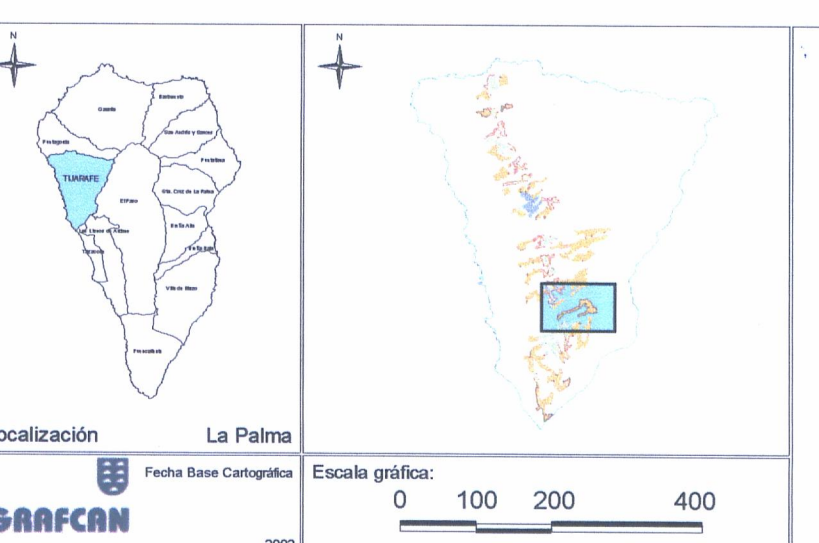 N
N
Garafía
Barlovento
San Andrés y Sauces
Puntagorda
Puntallana
TIJARAFE
Sta. Cruz de La Palma
El Paso
Breña Alta
Los Llanos de Aridane
Tazacorte
Villa de Mazo
Fuencaliente
ocalización
La Palma
Fecha Base Cartográfica
Escala gráfica:
0 100 200 400
GRAFCAN
2002